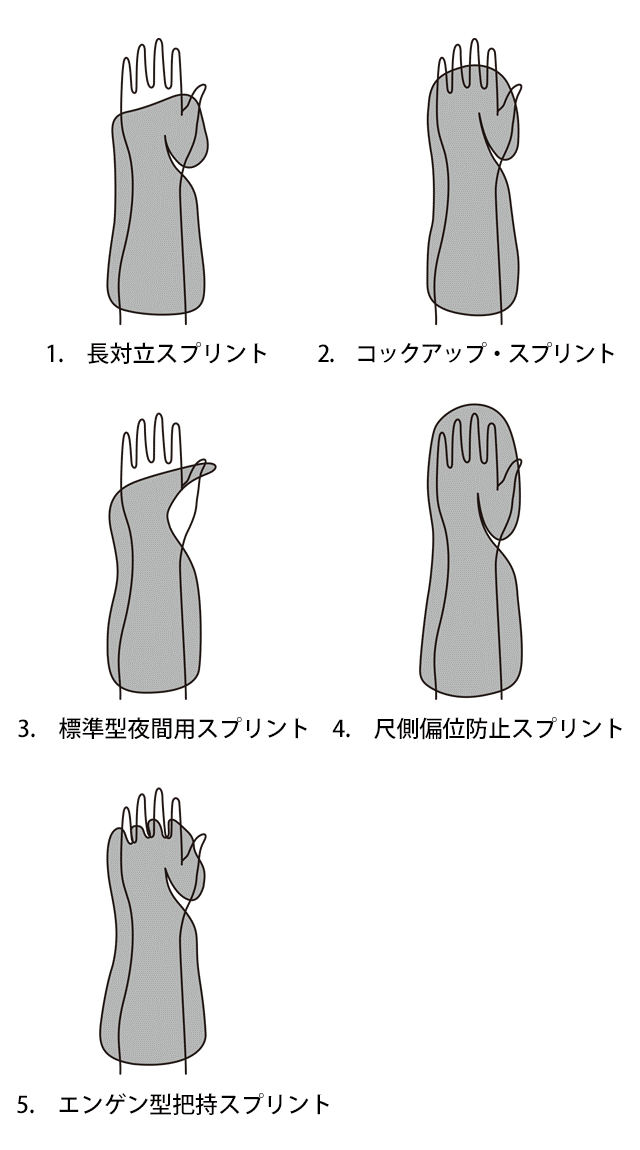 1. 長対立スプリント
2. コックアップ・スプリント
3. 標準型夜間用スプリント
4. 尺側偏位防止スプリント
5. エンゲン型把持スプリント